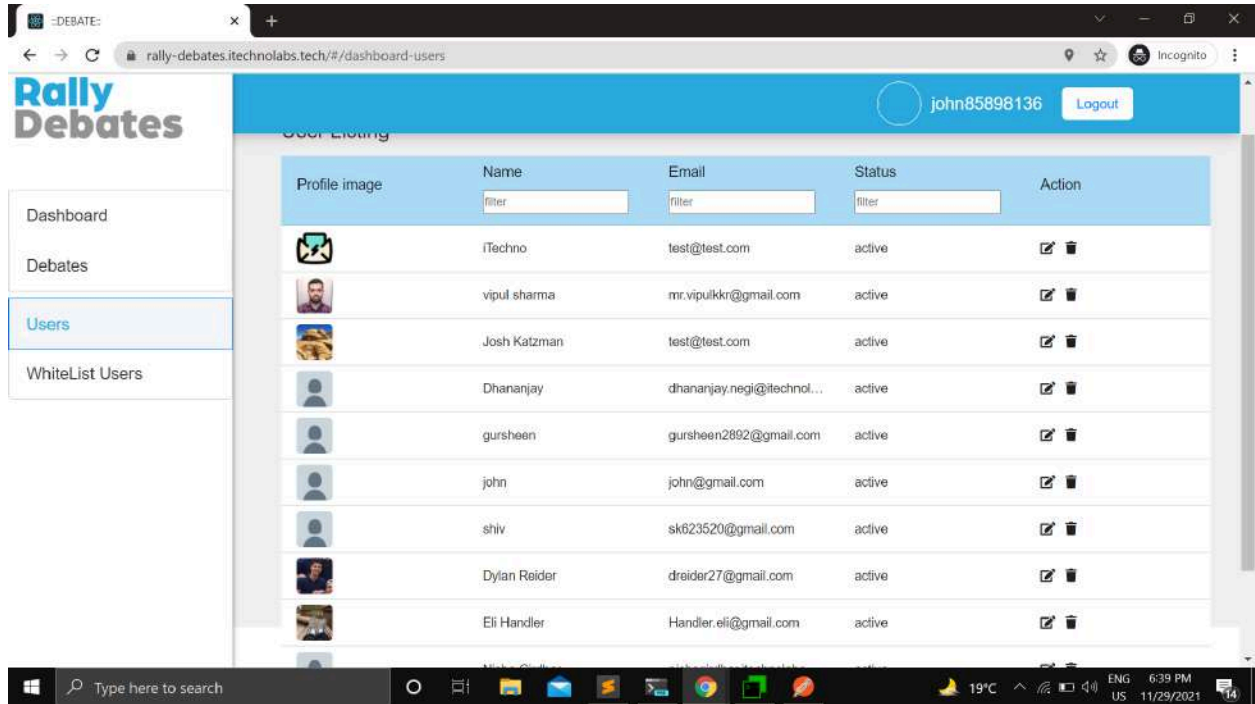 ::DEBATE::
rally-debates.itechnolabs.tech/#/dashboard-users
Incognito
Rally
Debates
john85898136
Logout
User Listing
Dashboard
Debates
Users
WhiteList Users
Profile image Name Email Status Action
filter filter filter
iTechno test@test.com active
vipul sharma mr.vipulkkr@gmail.com active
Josh Katzman test@test.com active
Dhananjay dhananjay.negi@itechnol... active
gursheen gursheen2892@gmail.com active
john john@gmail.com active
shiv sk623520@gmail.com active
Dylan Reider dreider27@gmail.com active
Eli Handler Handler.eli@gmail.com active
Type here to search
19°C
ENG
US
6:39 PM
11/29/2021
14